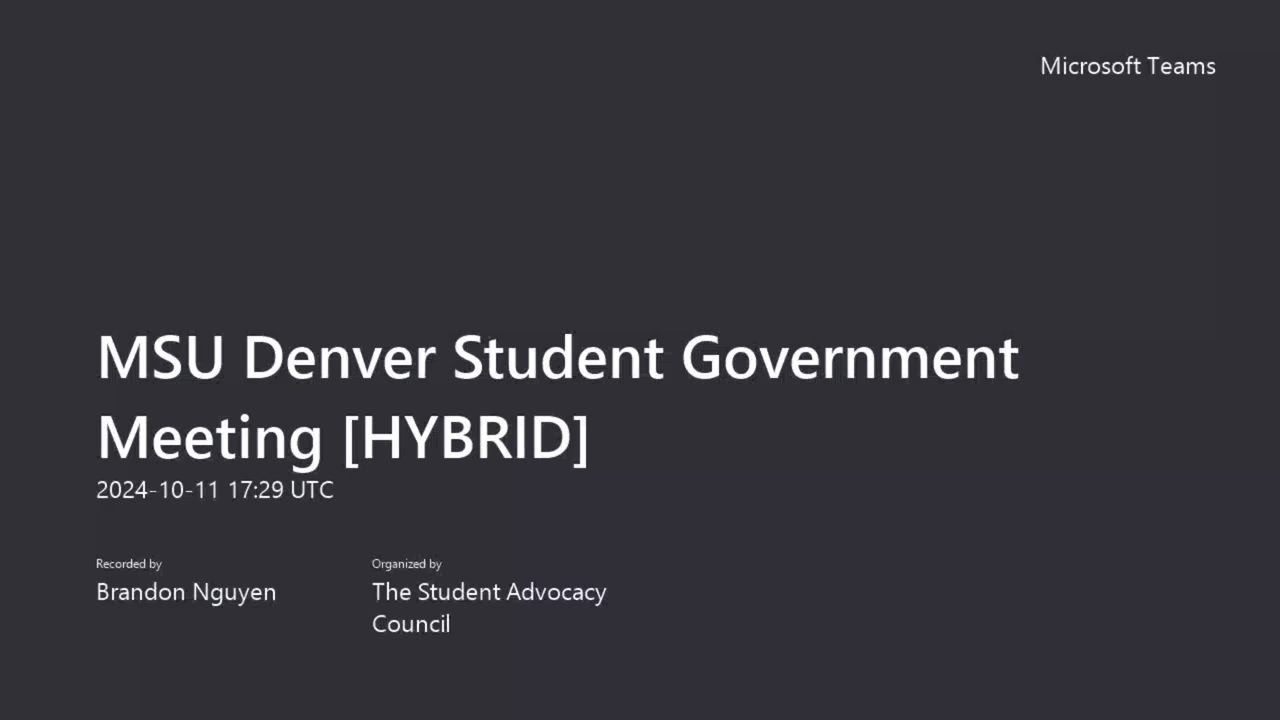 Microsoft Teams
MSU Denver Student Government
Meeting [HYBRID]
2024-10-11 17:29 UTC
Recorded by
Brandon Nguyen
Organized by
The Student Advocacy
Council